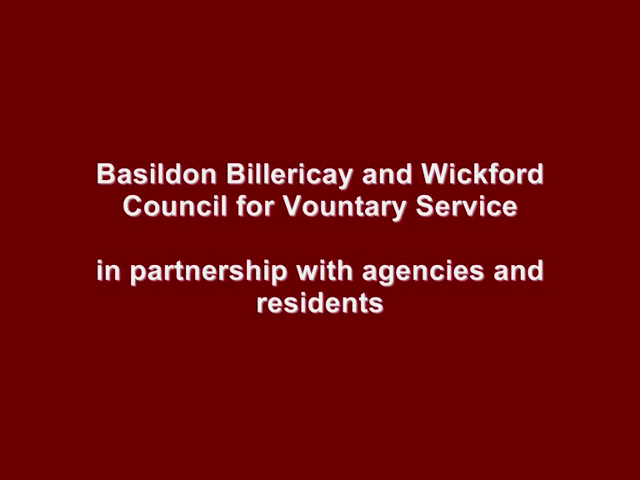 Basildon Billericay and Wickford
Council for Vountary Service
in partnership with agencies and
residents